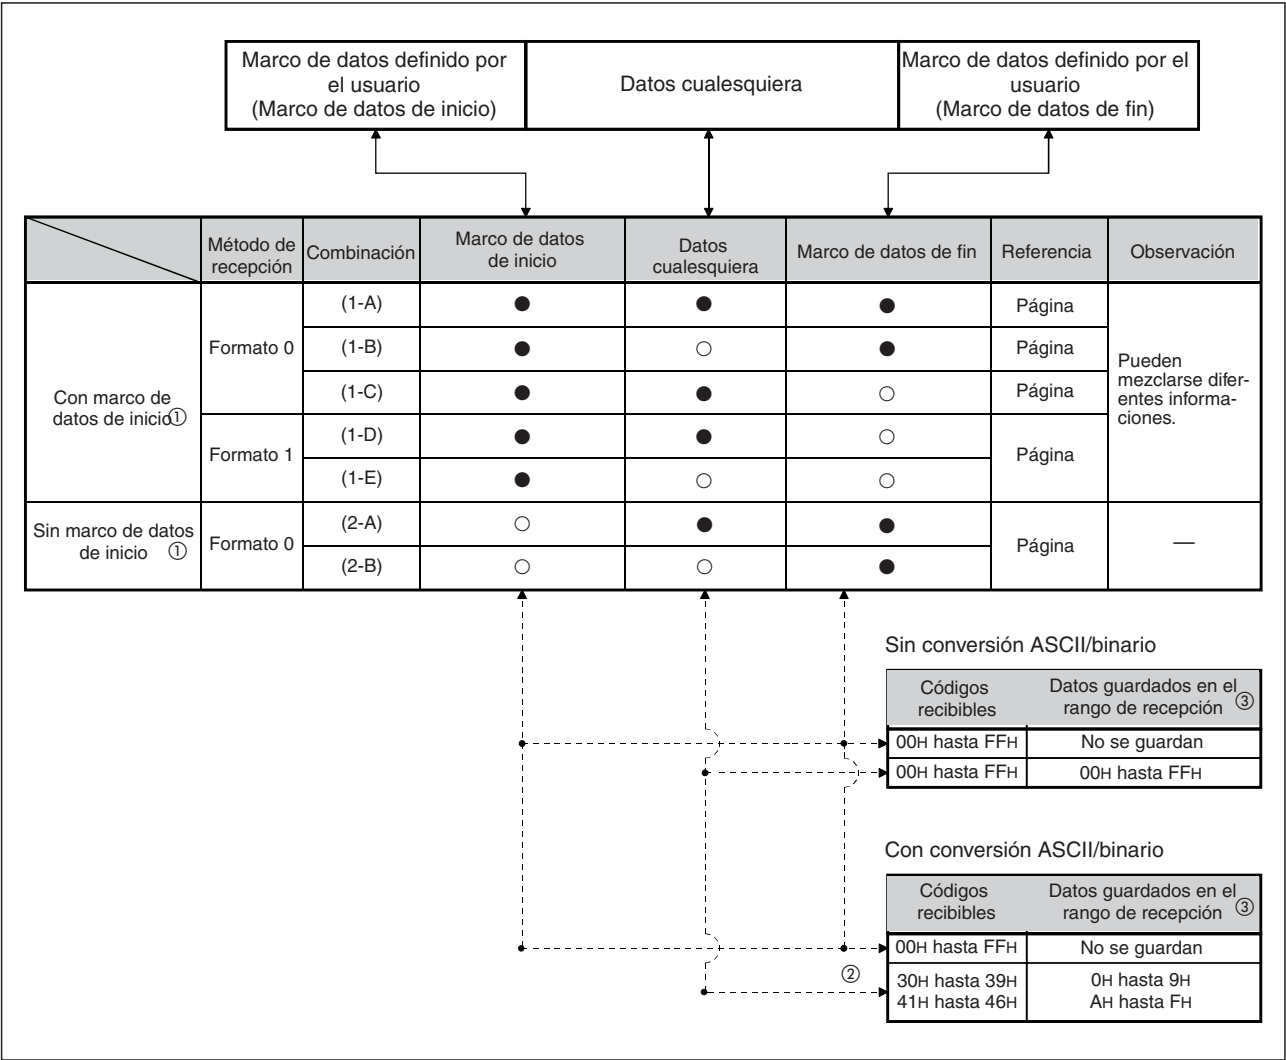 Marco de datos definido por
el usuario
(Marco de datos de inicio)
Datos cualesquiera
Marco de datos definido por el
usuario
(Marco de datos de fin)
Método de
recepción
Combinación
Marco de datos
de inicio
Datos
cualesquiera
Marco de datos de fin
Referencia
Observación
Con marco de
datos de inicio①
Formato 0
(1-A)
●
●
●
Página
Pueden
mezclarse difer-
entes informa-
ciones.
(1-B)
●
○
●
Página
(1-C)
●
●
○
Página
Formato 1
(1-D)
●
●
○
Página
(1-E)
●
○
○
Sin marco de datos
de inicio ①
Formato 0
(2-A)
○
●
●
Página
—
(2-B)
○
○
●
Sin conversión ASCII/binario
Códigos
recibibles
Datos guardados en el
rango de recepción ③
00H hasta FFH
No se guardan
00H hasta FFH
00H hasta FFH
Con conversión ASCII/binario
Códigos
recibibles
Datos guardados en el
rango de recepción ③
00H hasta FFH
No se guardan
②
30H hasta 39H
41H hasta 46H
0H hasta 9H
AH hasta FH